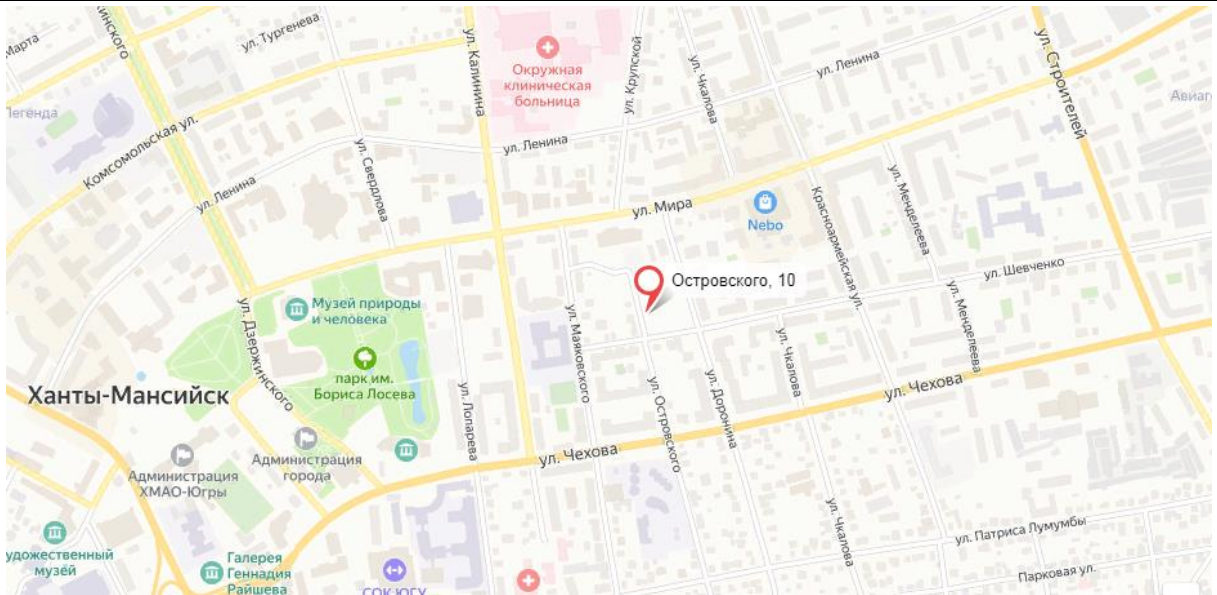 ул. Тургенева
ул. Калинина
Окружная
клиническая
больница
ул. Крупской
ул. Чкалова
ул. Ленина
ул. Строителей
Легенда
Комсомольская ул.
ул. Ленина
ул. Свердлова
ул. Ленина
ул. Мира
Nebo
Красноармейская ул.
ул. Менделеева
ул. Шевченко
Островского, 10
Музей природы
и человека
ул. Дзержинского
парк им.
Бориса Лосева
ул. Маяковского
ул. Лопарева
ул. Островского
ул. Доронина
ул. Чкалова
ул. Менделеева
ул. Чехова
Ханты-Мансийск
Администрация
города
Администрация
ХМАО-Югры
ул. Чехова
ул. Чкалова
ул. Патриса Лумумбы
Парковая ул.
удожественный
музей
Галерея
Геннадия
Райшева
СОК ЮГУ